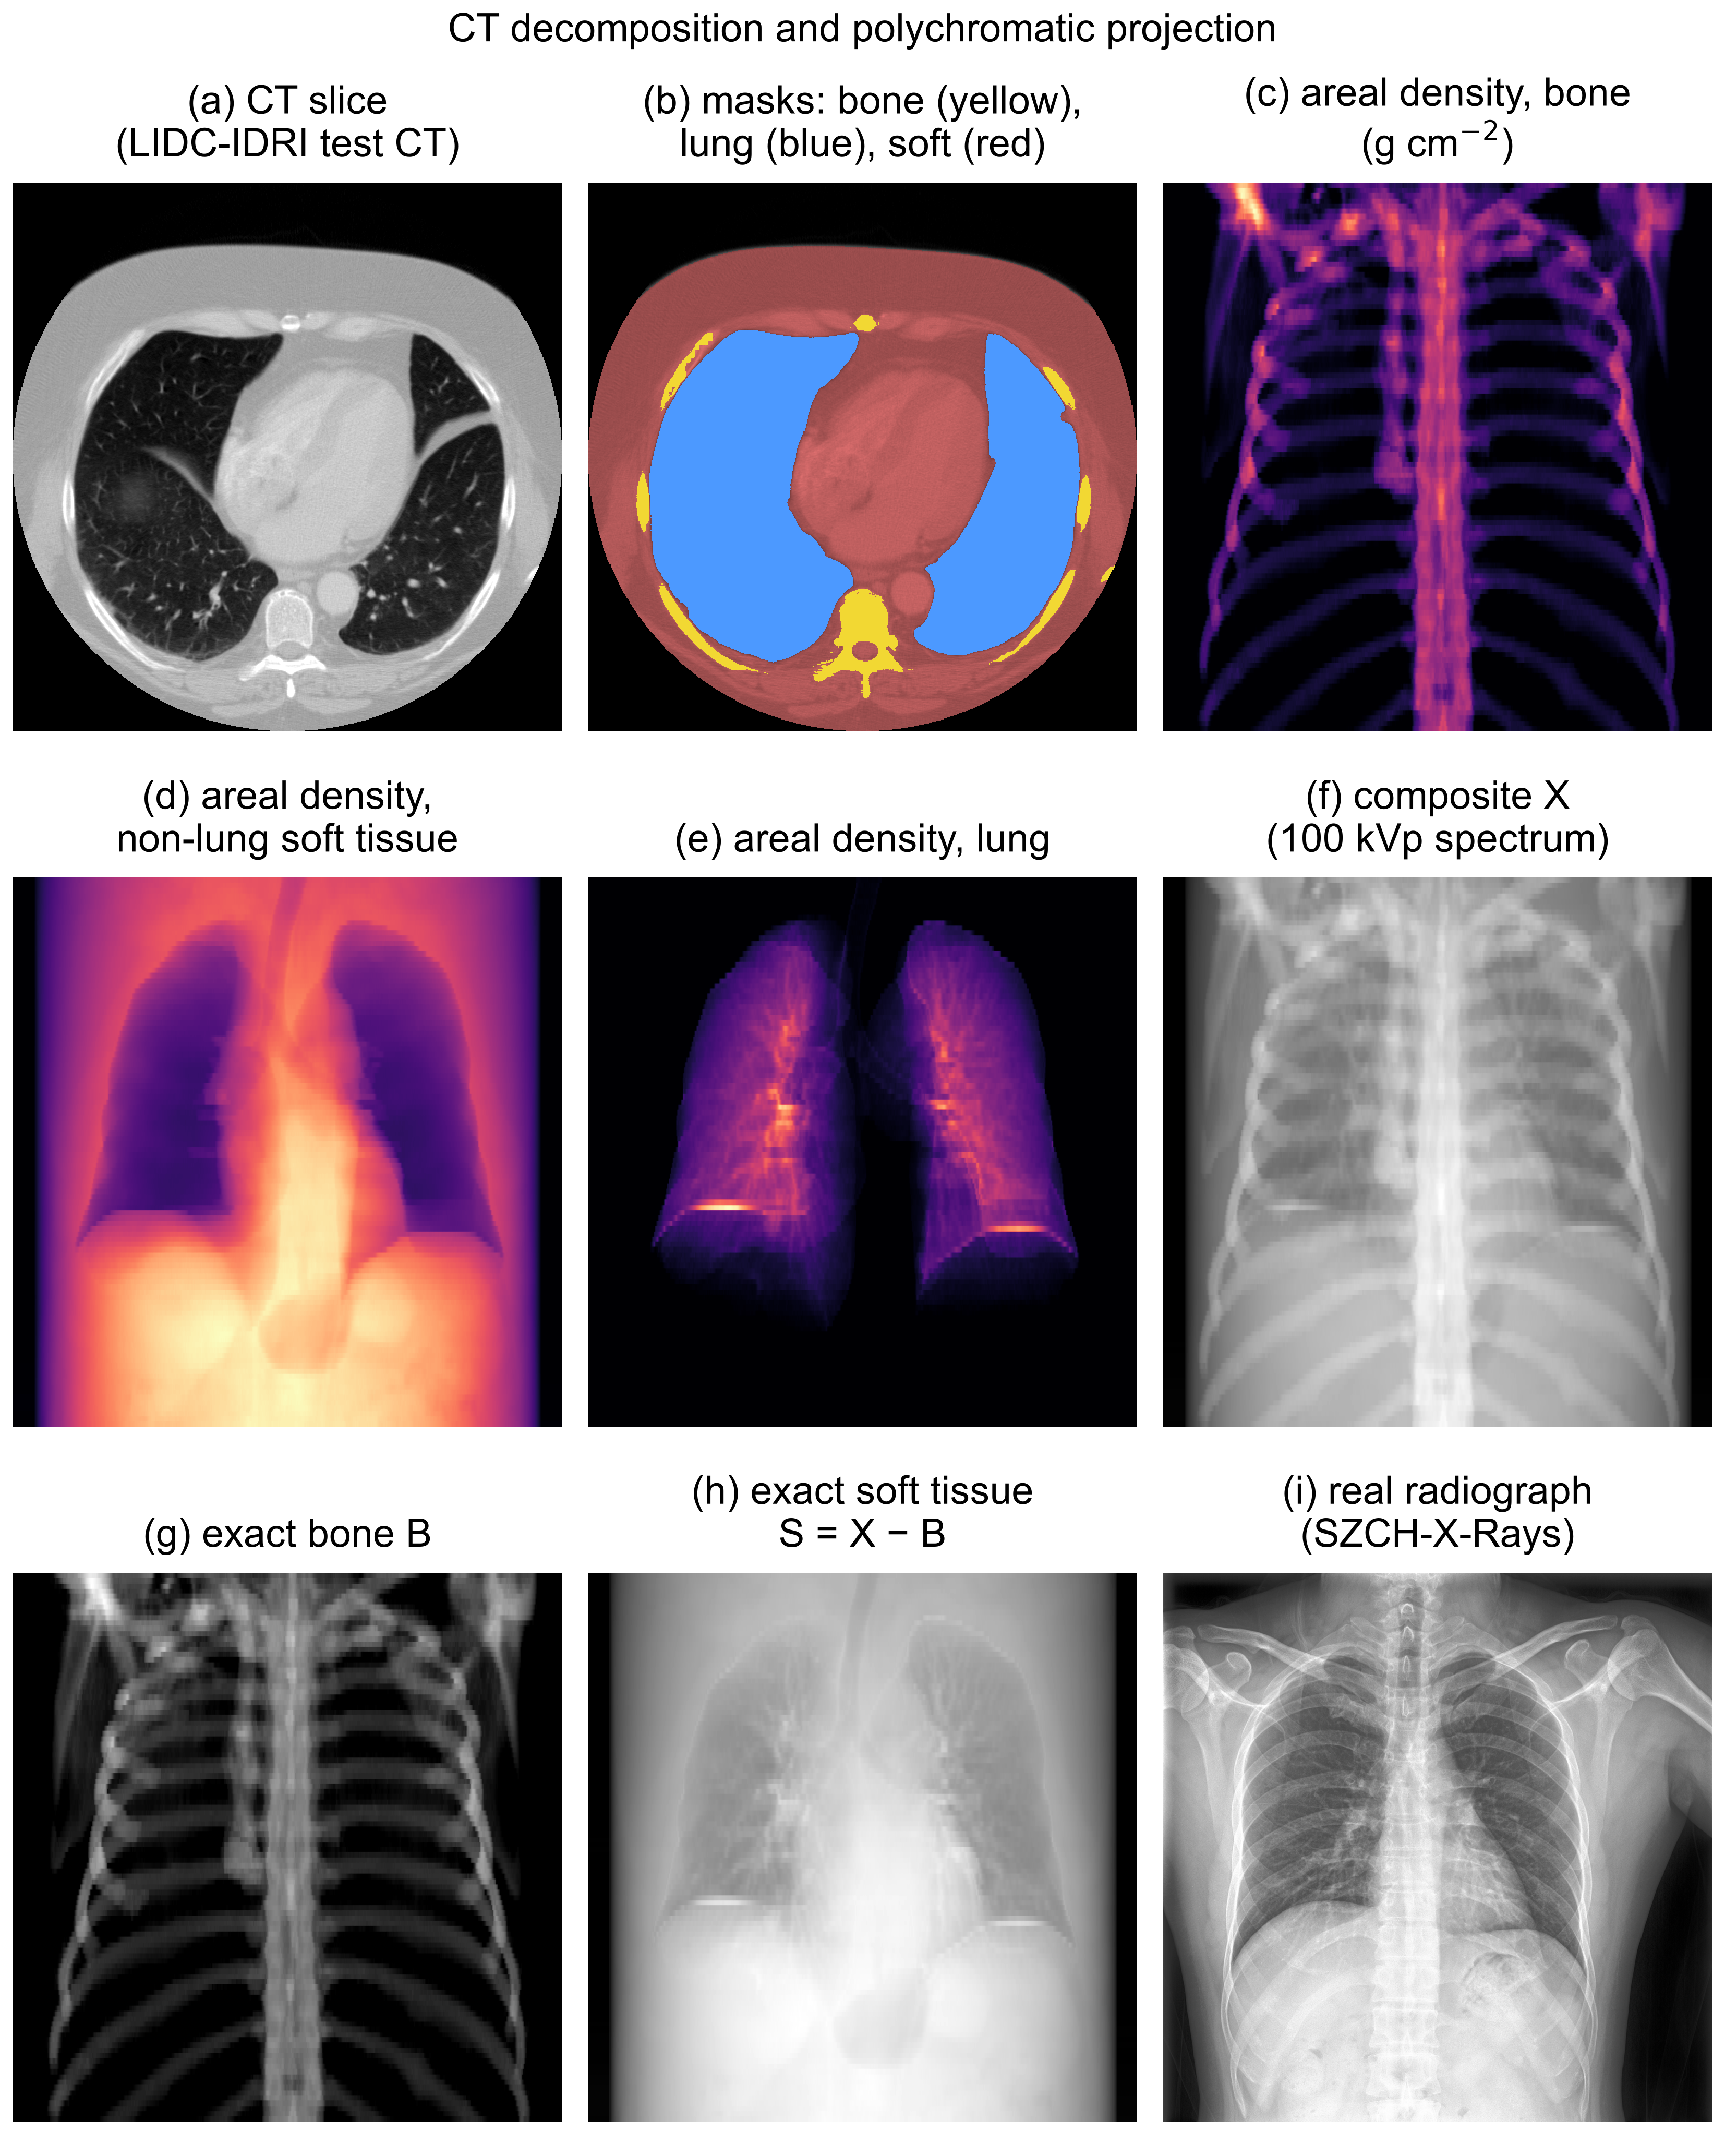 CT decomposition and polychromatic projection
(a) CT slice
(LIDC-IDRI test CT)
(b) masks: bone (yellow),
lung (blue), soft (red)
(c) areal density, bone
(g cm⁻²)
(d) areal density,
non-lung soft tissue
(e) areal density, lung
(f) composite X
(100 kVp spectrum)
(g) exact bone B
(h) exact soft tissue
S = X − B
(i) real radiograph
(SZCH-X-Rays)